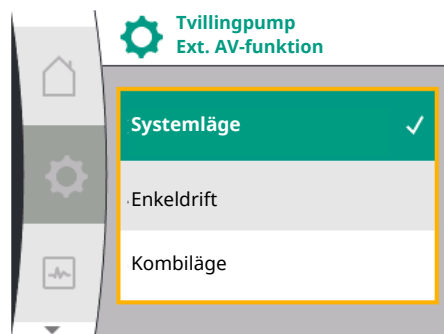 Tvillingpump
Ext. AV-funktion
Systemläge
Enkeldrift
Kombiläge